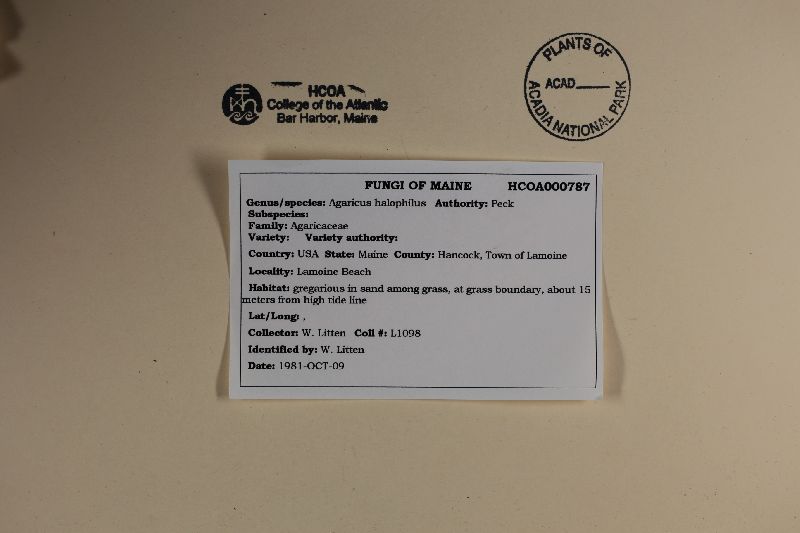 HCOA
College of the Atlantic
Bar Harbor, Maine
PLANTS OF
ACAD
ACADIA NATIONAL PARK
FUNGI OF MAINE HCOA000787
Genus/species: Agaricus halophilus Authority: Peck
Subspecies:
Family: Agaricaceae
Variety: Variety authority:
Country: USA State: Maine County: Hancock, Town of Lamoine
Locality: Lamoine Beach
Habitat: gregarious in sand among grass, at grass boundary, about 15
meters from high tide line
Lat/Long: ,
Collector: W. Litten Coll #: L1098
Identified by: W. Litten
Date: 1981-OCT-09